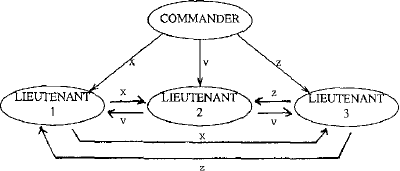 COMMANDER
x v z
LIEUTENANT x LIEUTENANT z LIEUTENANT
1 v 2 v 3
x
z